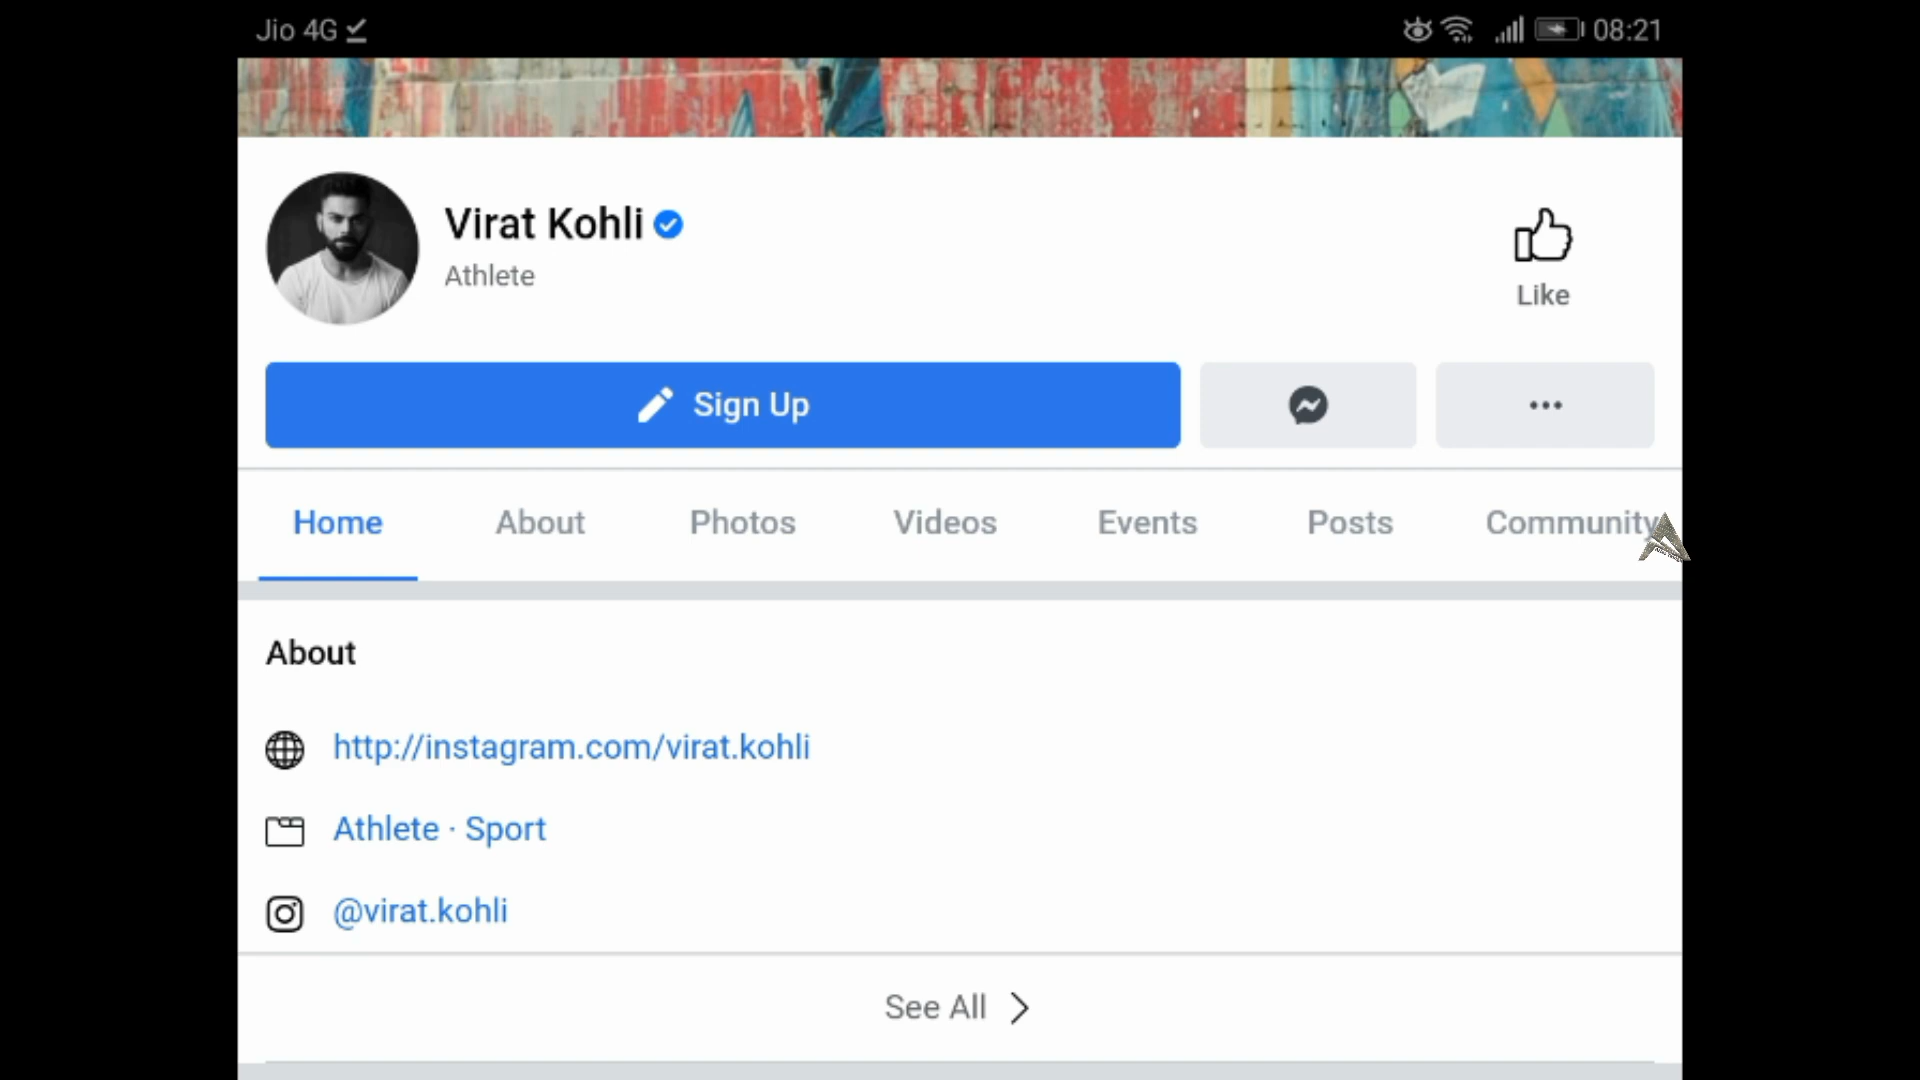 Jio 4G 08:21
Virat Kohli
Athlete
Like
Sign Up
Home About Photos Videos Events Posts Community
About
http://instagram.com/virat.kohli
Athlete · Sport
@virat.kohli
See All